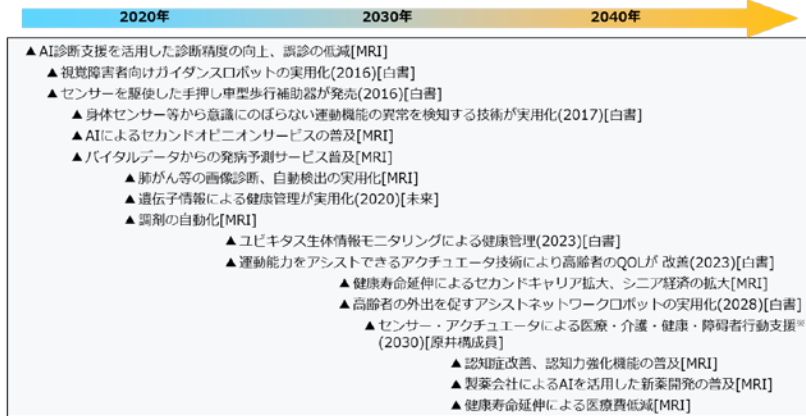 2020年 2030年 2040年
▲AI診断支援を活用した診断精度の向上、誤診の低減[MRI]
▲視覚障害者向けガイダンスロボットの実用化(2016)[白書]
▲センサーを駆使した手押し車型歩行補助器が発売(2016)[白書]
▲身体センサー等から意識にのぼらない運動機能の異常を検知する技術が実用化(2017)[白書]
▲AIによるセカンドオピニオンサービスの普及[MRI]
▲バイタルデータからの発病予測サービス普及[MRI]
▲肺がん等の画像診断、自動検出の実用化[MRI]
▲遺伝子情報による健康管理が実用化(2020)[未来]
▲調剤の自動化[MRI]
▲ユビキタス生体情報モニタリングによる健康管理(2023)[白書]
▲運動能力をアシストできるアクチュエータ技術により高齢者のQOLが 改善(2023)[白書]
▲健康寿命延伸によるセカンドキャリア拡大、シニア経済の拡大[MRI]
▲高齢者の外出を促すアシストネットワークロボットの実用化(2028)[白書]
▲センサー・アクチュエータによる医療・介護・健康・障碍者行動支援※
(2030)[原井構成員]
▲認知症改善、認知力強化機能の普及[MRI]
▲製薬会社によるAIを活用した新薬開発の普及[MRI]
▲健康寿命延伸による医療費低減[MRI]